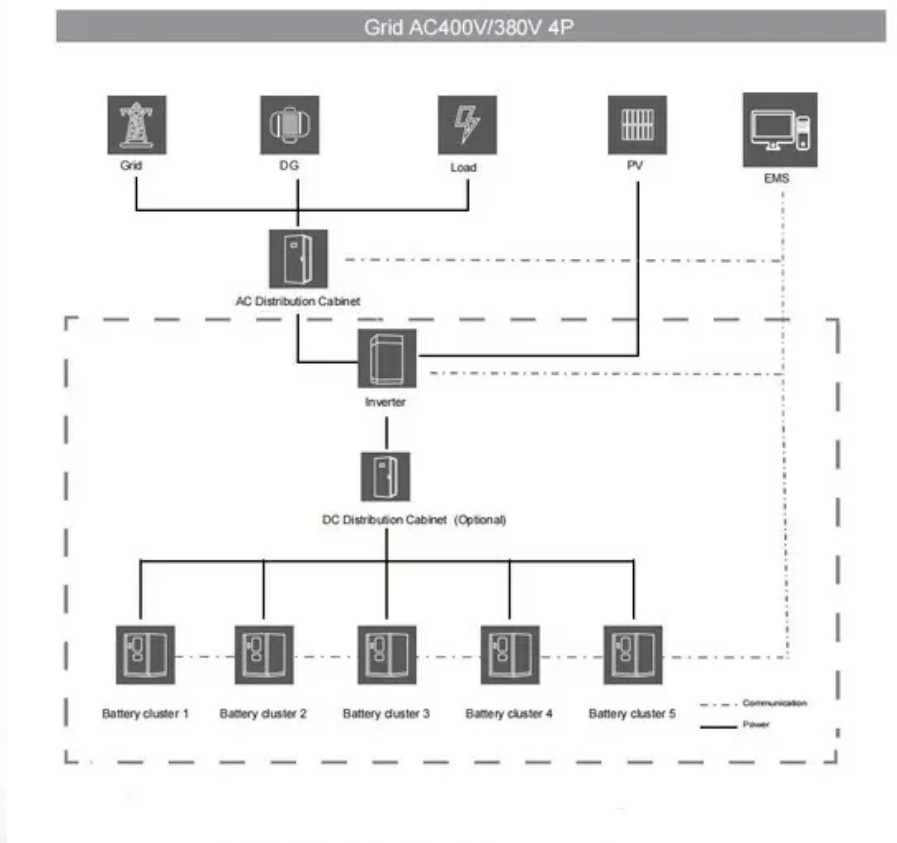 Grid AC400V/380V 4P
Grid
DG
Load
PV
EMS
AC Distribution Cabinet
Inverter
DC Distribution Cabinet (Optional)
Battery cluster 1
Battery cluster 2
Battery cluster 3
Battery cluster 4
Battery cluster 5
Communication
Power